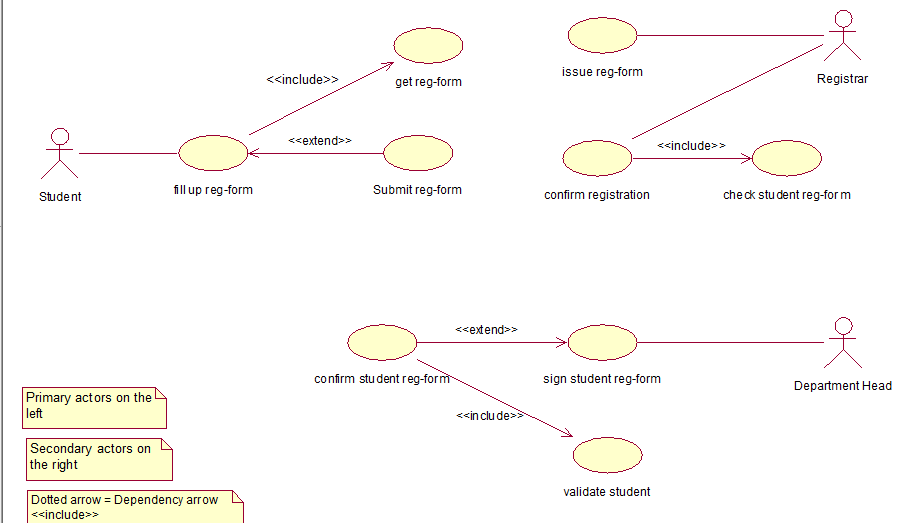 <<include>>
get reg-form
issue reg-form
Registrar
<<extend>>
<<include>>
Student
fill up reg-form
Submit reg-form
confirm registration
check student reg-form
<<extend>>
confirm student reg-form
sign student reg-form
Department Head
<<include>>
validate student
Primary actors on the
left
Secondary actors on
the right
Dotted arrow = Dependency arrow
<<include>>